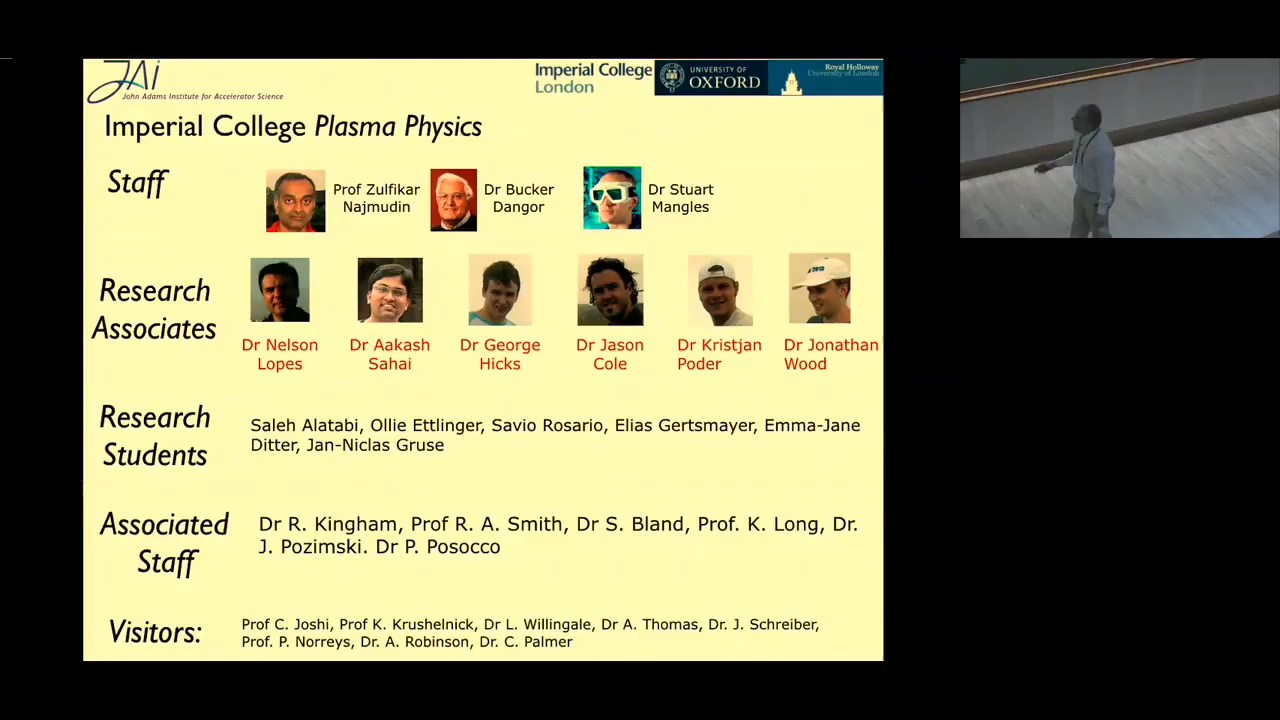 JAi
John Adams Institute for Accelerator Science
Imperial College
London
UNIVERSITY OF
OXFORD
Royal Holloway
University of London
Imperial College Plasma Physics
Staff
Prof Zulfikar
Najmudin
Dr Bucker
Dangor
Dr Stuart
Mangles
Research
Associates
Dr Nelson
Lopes
Dr Aakash
Sahai
Dr George
Hicks
Dr Jason
Cole
Dr Kristjan
Poder
Dr Jonathan
Wood
Research
Students
Saleh Alatabi, Ollie Ettlinger, Savio Rosario, Elias Gertsmayer, Emma-Jane
Ditter, Jan-Niclas Gruse
Associated
Staff
Dr R. Kingham, Prof R. A. Smith, Dr S. Bland, Prof. K. Long, Dr.
J. Pozimski. Dr P. Posocco
Visitors:
Prof C. Joshi, Prof K. Krushelnick, Dr L. Willingale, Dr A. Thomas, Dr. J. Schreiber,
Prof. P. Norreys, Dr. A. Robinson, Dr. C. Palmer